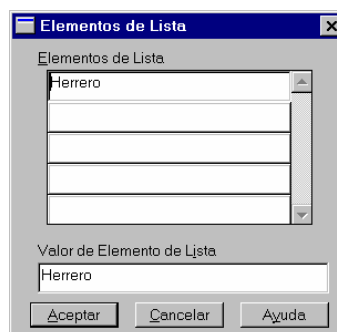 Elementos de Lista
Elementos de Lista
Herrero
Valor de Elemento de Lista
Herrero
Aceptar Cancelar Ayuda